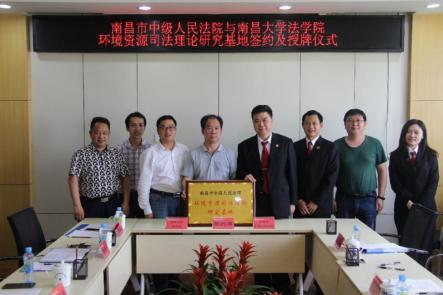 南昌市中级人民法院与南昌大学法学院
环境资源司法理论研究基地签约及授牌仪式
南昌市中级人民法院
环境资源司法理论
研究基地